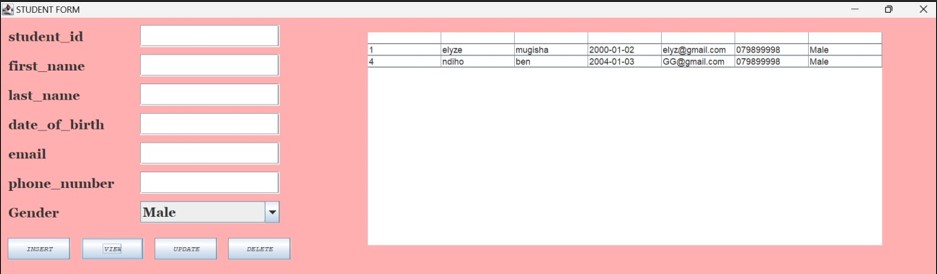 STUDENT FORM
student_id
first_name
last_name
date_of_birth
email
phone_number
Gender Male
INSERT VIEW UPDATE DELETE
1 elyze mugisha 2000-01-02 elyz@gmail.com 079899998 Male
4 ndiho ben 2004-01-03 GG@gmail.com 079899998 Male